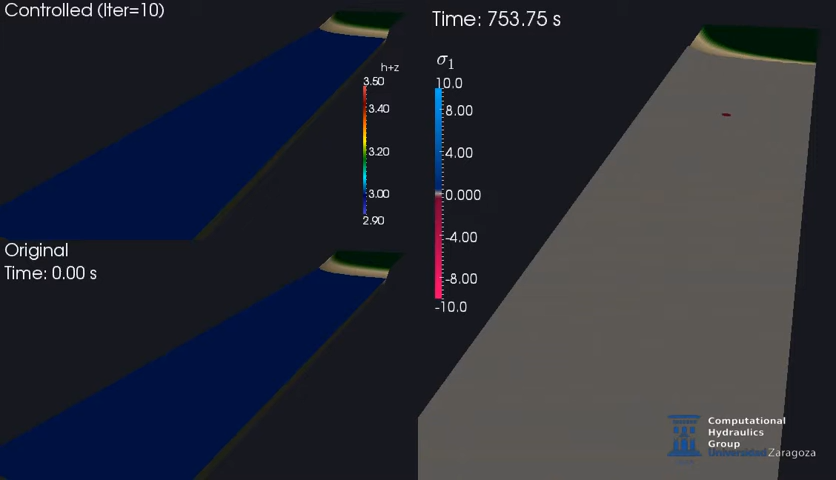 Controlled (Iter=10)
h+z
3.50
3.40
3.20
3.00
2.90
Original
Time: 0.00 s
Time: 753.75 s
σ₁
10.0
8.00
4.00
0.000
-4.00
-8.00
-10.0
Computational
Hydraulics
Group
Universidad Zaragoza